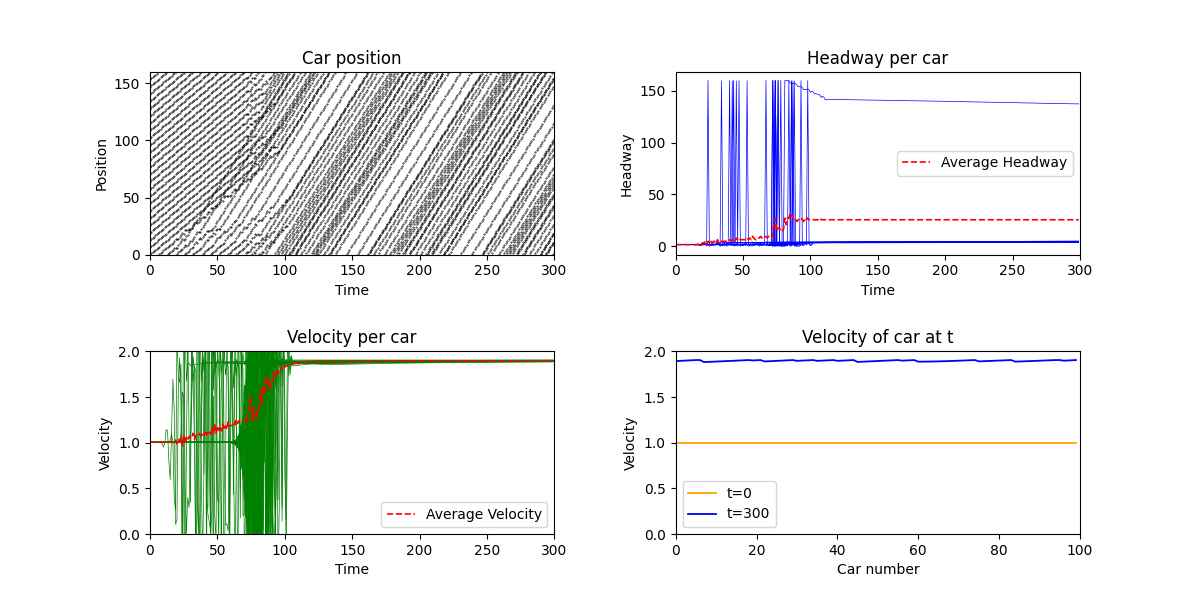 Car position
Position
150
100
50
0
0 50 100 150 200 250 300
Time
Headway per car
Headway
150
100
50
0
Average Headway
0 50 100 150 200 250 300
Time
Velocity per car
Velocity
2.0
1.5
1.0
0.5
0.0
Average Velocity
0 50 100 150 200 250 300
Time
Velocity of car at t
Velocity
2.0
1.5
1.0
0.5
0.0
t=0
t=300
0 20 40 60 80 100
Car number